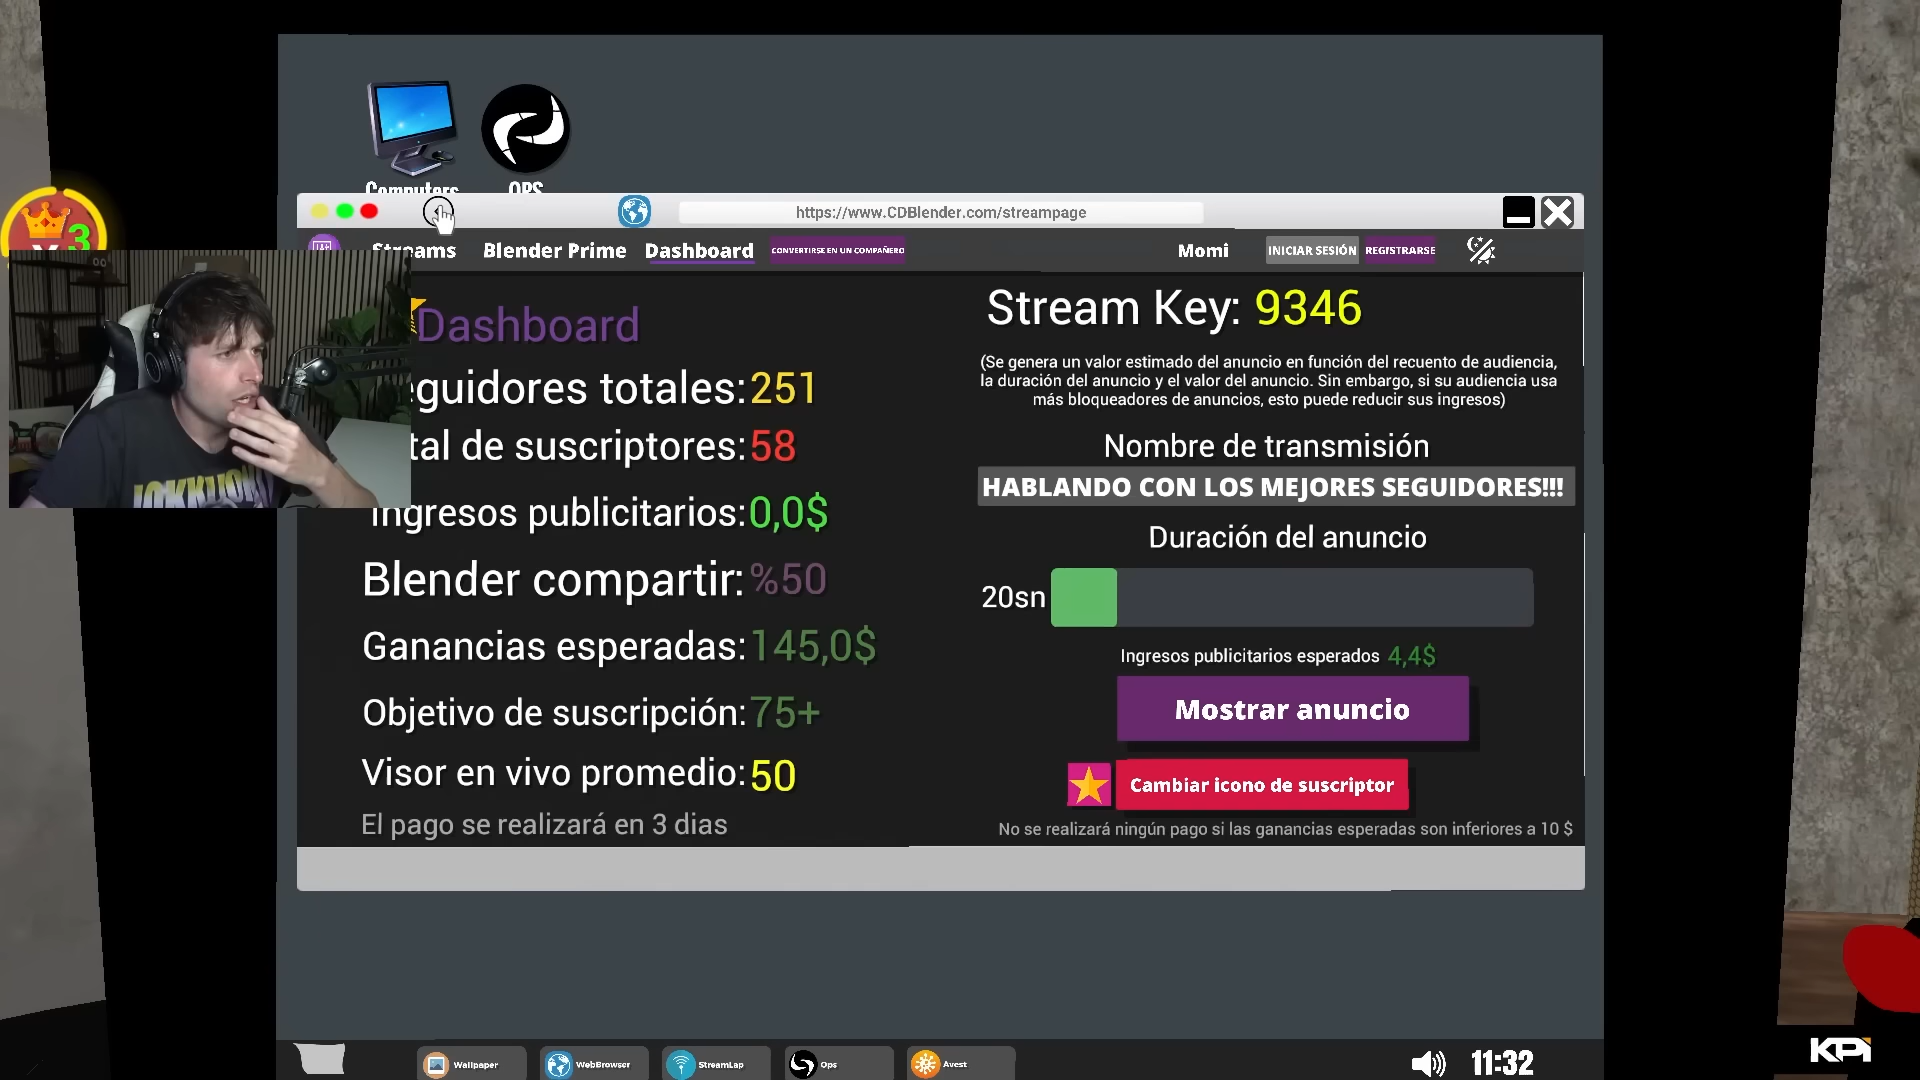 Computers
OPS
https://www.CDBlender.com/streampage
x 3
Streams
Blender Prime
Dashboard
CONVERTIRSE EN UN COMPAÑERO
Momi
INICIAR SESIÓN
REGISTRARSE
Dashboard
eguidores totales: 251
tal de suscriptores: 58
Ingresos publicitarios: 0,0$
Blender compartir: %50
Ganancias esperadas: 145,0$
Objetivo de suscripción: 75+
Visor en vivo promedio: 50
El pago se realizará en 3 dias
Stream Key: 9346
(Se genera un valor estimado del anuncio en función del recuento de audiencia,
la duración del anuncio y el valor del anuncio. Sin embargo, si su audiencia usa
más bloqueadores de anuncios, esto puede reducir sus ingresos)
Nombre de transmisión
HABLANDO CON LOS MEJORES SEGUIDORES!!!
Duración del anuncio
20sn
Ingresos publicitarios esperados 4,4$
Mostrar anuncio
Cambiar icono de suscriptor
No se realizará ningún pago si las ganancias esperadas son inferiores a 10 $
Wallpaper
WebBrowser
StreamLap
Ops
Avest
11:32
KPi